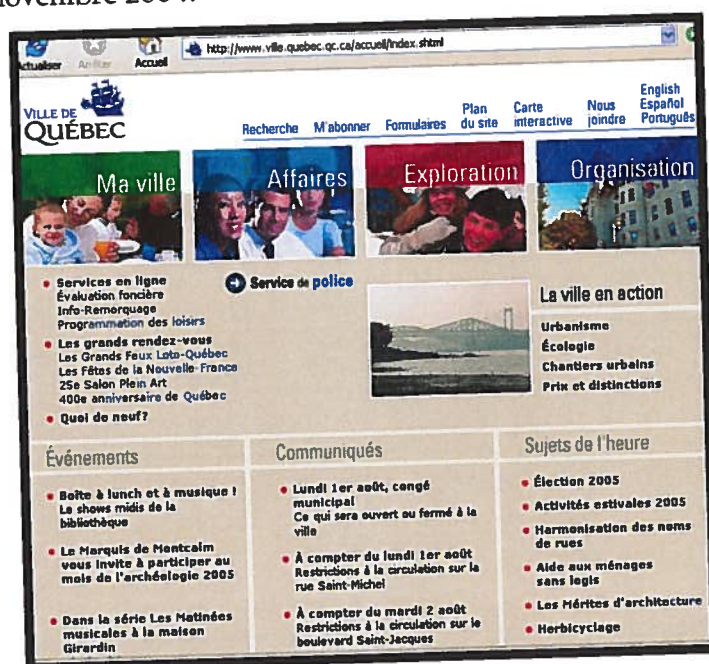 novembre 2004.
Actualiser Arrêter Accueil http://www.ville.quebec.qc.ca/accueil/index.shtml
VILLE DE
QUÉBEC
Recherche M'abonner Formulaires Plan du site Carte interactive Nous joindre English Español Português
Ma ville Affaires Exploration Organisation
• Services en ligne
Évaluation foncière
Info-Remorquage
Programmation des loisirs
• Les grands rendez-vous
Les Grands Feux Loto-Québec
Les Fêtes de la Nouvelle-France
25e Salon Plein Art
400e anniversaire de Québec
• Quoi de neuf?
Service de police
La ville en action
Urbanisme
Écologie
Chantiers urbains
Prix et distinctions
Événements
• Boîte à lunch et à musique !
Le shows midis de la
bibliothèque
• Le Marquis de Montcalm
vous invite à participer au
mois de l'archéologie 2005
• Dans la série Les Matinées
musicales à la maison
Girardin
Communiqués
• Lundi 1er août, congé
municipal
Ce qui sera ouvert ou fermé à la
ville
• À compter du lundi 1er août
Restrictions à la circulation sur la
rue Saint-Michel
• À compter du mardi 2 août
Restrictions à la circulation sur le
boulevard Saint-Jacques
Sujets de l'heure
• Élection 2005
• Activités estivales 2005
• Harmonisation des noms
de rues
• Aide aux ménages
sans logis
• Les Mérites d'architecture
• Herbicyclage